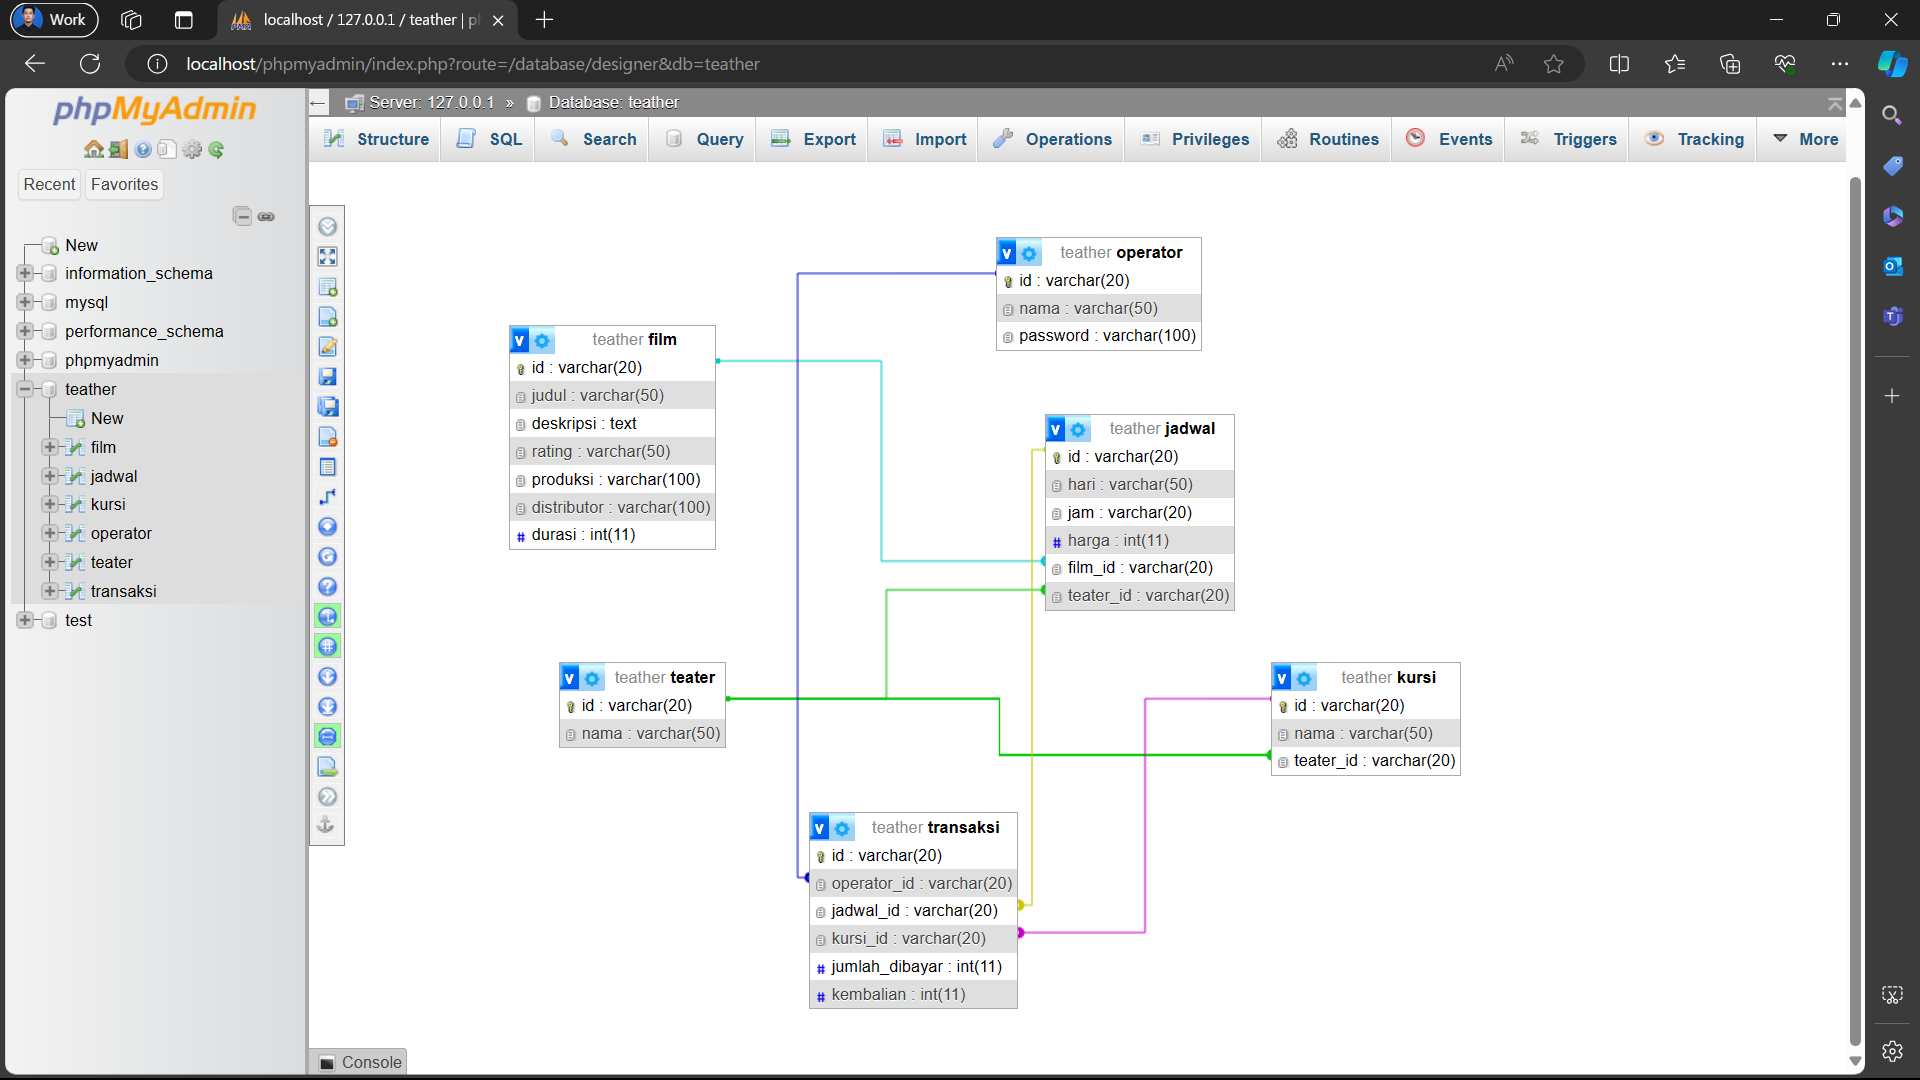 Work
localhost / 127.0.0.1 / teather | ph
localhost/phpmyadmin/index.php?route=/database/designer&db=teather
phpMyAdmin
Recent
Favorites
New
information_schema
mysql
performance_schema
phpmyadmin
teather
New
film
jadwal
kursi
operator
teater
transaksi
test
Server: 127.0.0.1 » Database: teather
Structure
SQL
Search
Query
Export
Import
Operations
Privileges
Routines
Events
Triggers
Tracking
More
v teather operator
id : varchar(20)
nama : varchar(50)
password : varchar(100)
v teather film
id : varchar(20)
judul : varchar(50)
deskripsi : text
rating : varchar(50)
produksi : varchar(100)
distributor : varchar(100)
# durasi : int(11)
v teather jadwal
id : varchar(20)
hari : varchar(50)
jam : varchar(20)
# harga : int(11)
film_id : varchar(20)
teater_id : varchar(20)
v teather teater
id : varchar(20)
nama : varchar(50)
v teather kursi
id : varchar(20)
nama : varchar(50)
teater_id : varchar(20)
v teather transaksi
id : varchar(20)
operator_id : varchar(20)
jadwal_id : varchar(20)
kursi_id : varchar(20)
# jumlah_dibayar : int(11)
# kembalian : int(11)
Console